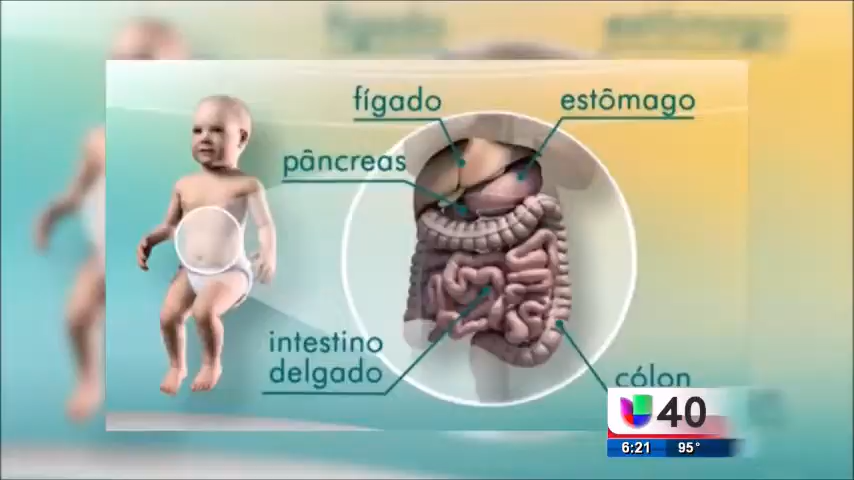 fígado
estômago
pâncreas
intestino
delgado
cólon
40
6:21 95°